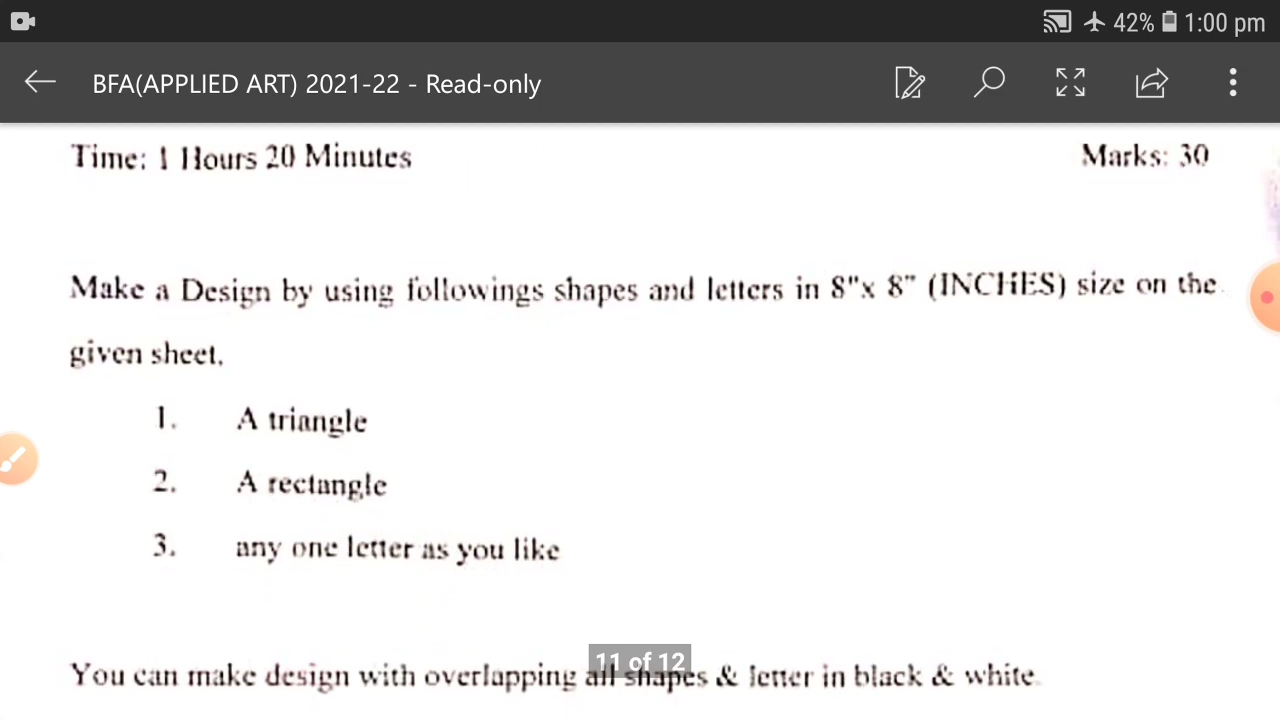 42% 1:00 pm
BFA(APPLIED ART) 2021-22 - Read-only
Time: 1 Hours 20 Minutes Marks: 30
Make a Design by using followings shapes and letters in 8"x 8" (INCHES) size on the
given sheet.
1. A triangle
2. A rectangle
3. any one letter as you like
11 of 12
You can make design with overlapping all shapes & letter in black & white.